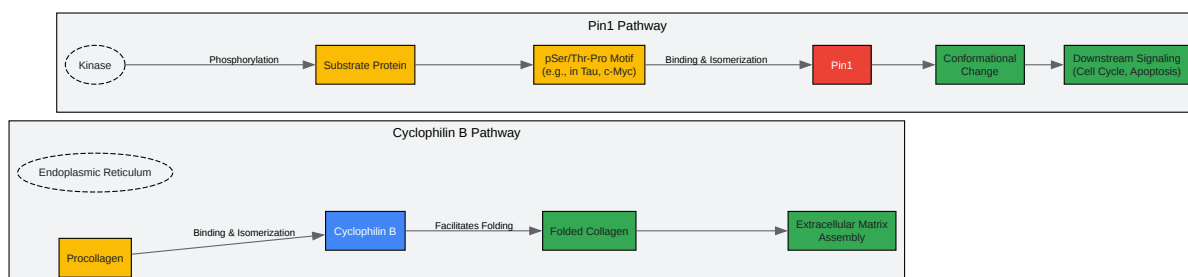 Pin1 Pathway
Kinase
Phosphorylation
Substrate Protein
pSer/Thr-Pro Motif
(e.g., in Tau, c-Myc)
Binding & Isomerization
Pin1
Conformational
Change
Downstream Signaling
(Cell Cycle, Apoptosis)
Cyclophilin B Pathway
Endoplasmic Reticulum
Procollagen
Binding & Isomerization
Cyclophilin B
Facilitates Folding
Folded Collagen
Extracellular Matrix
Assembly